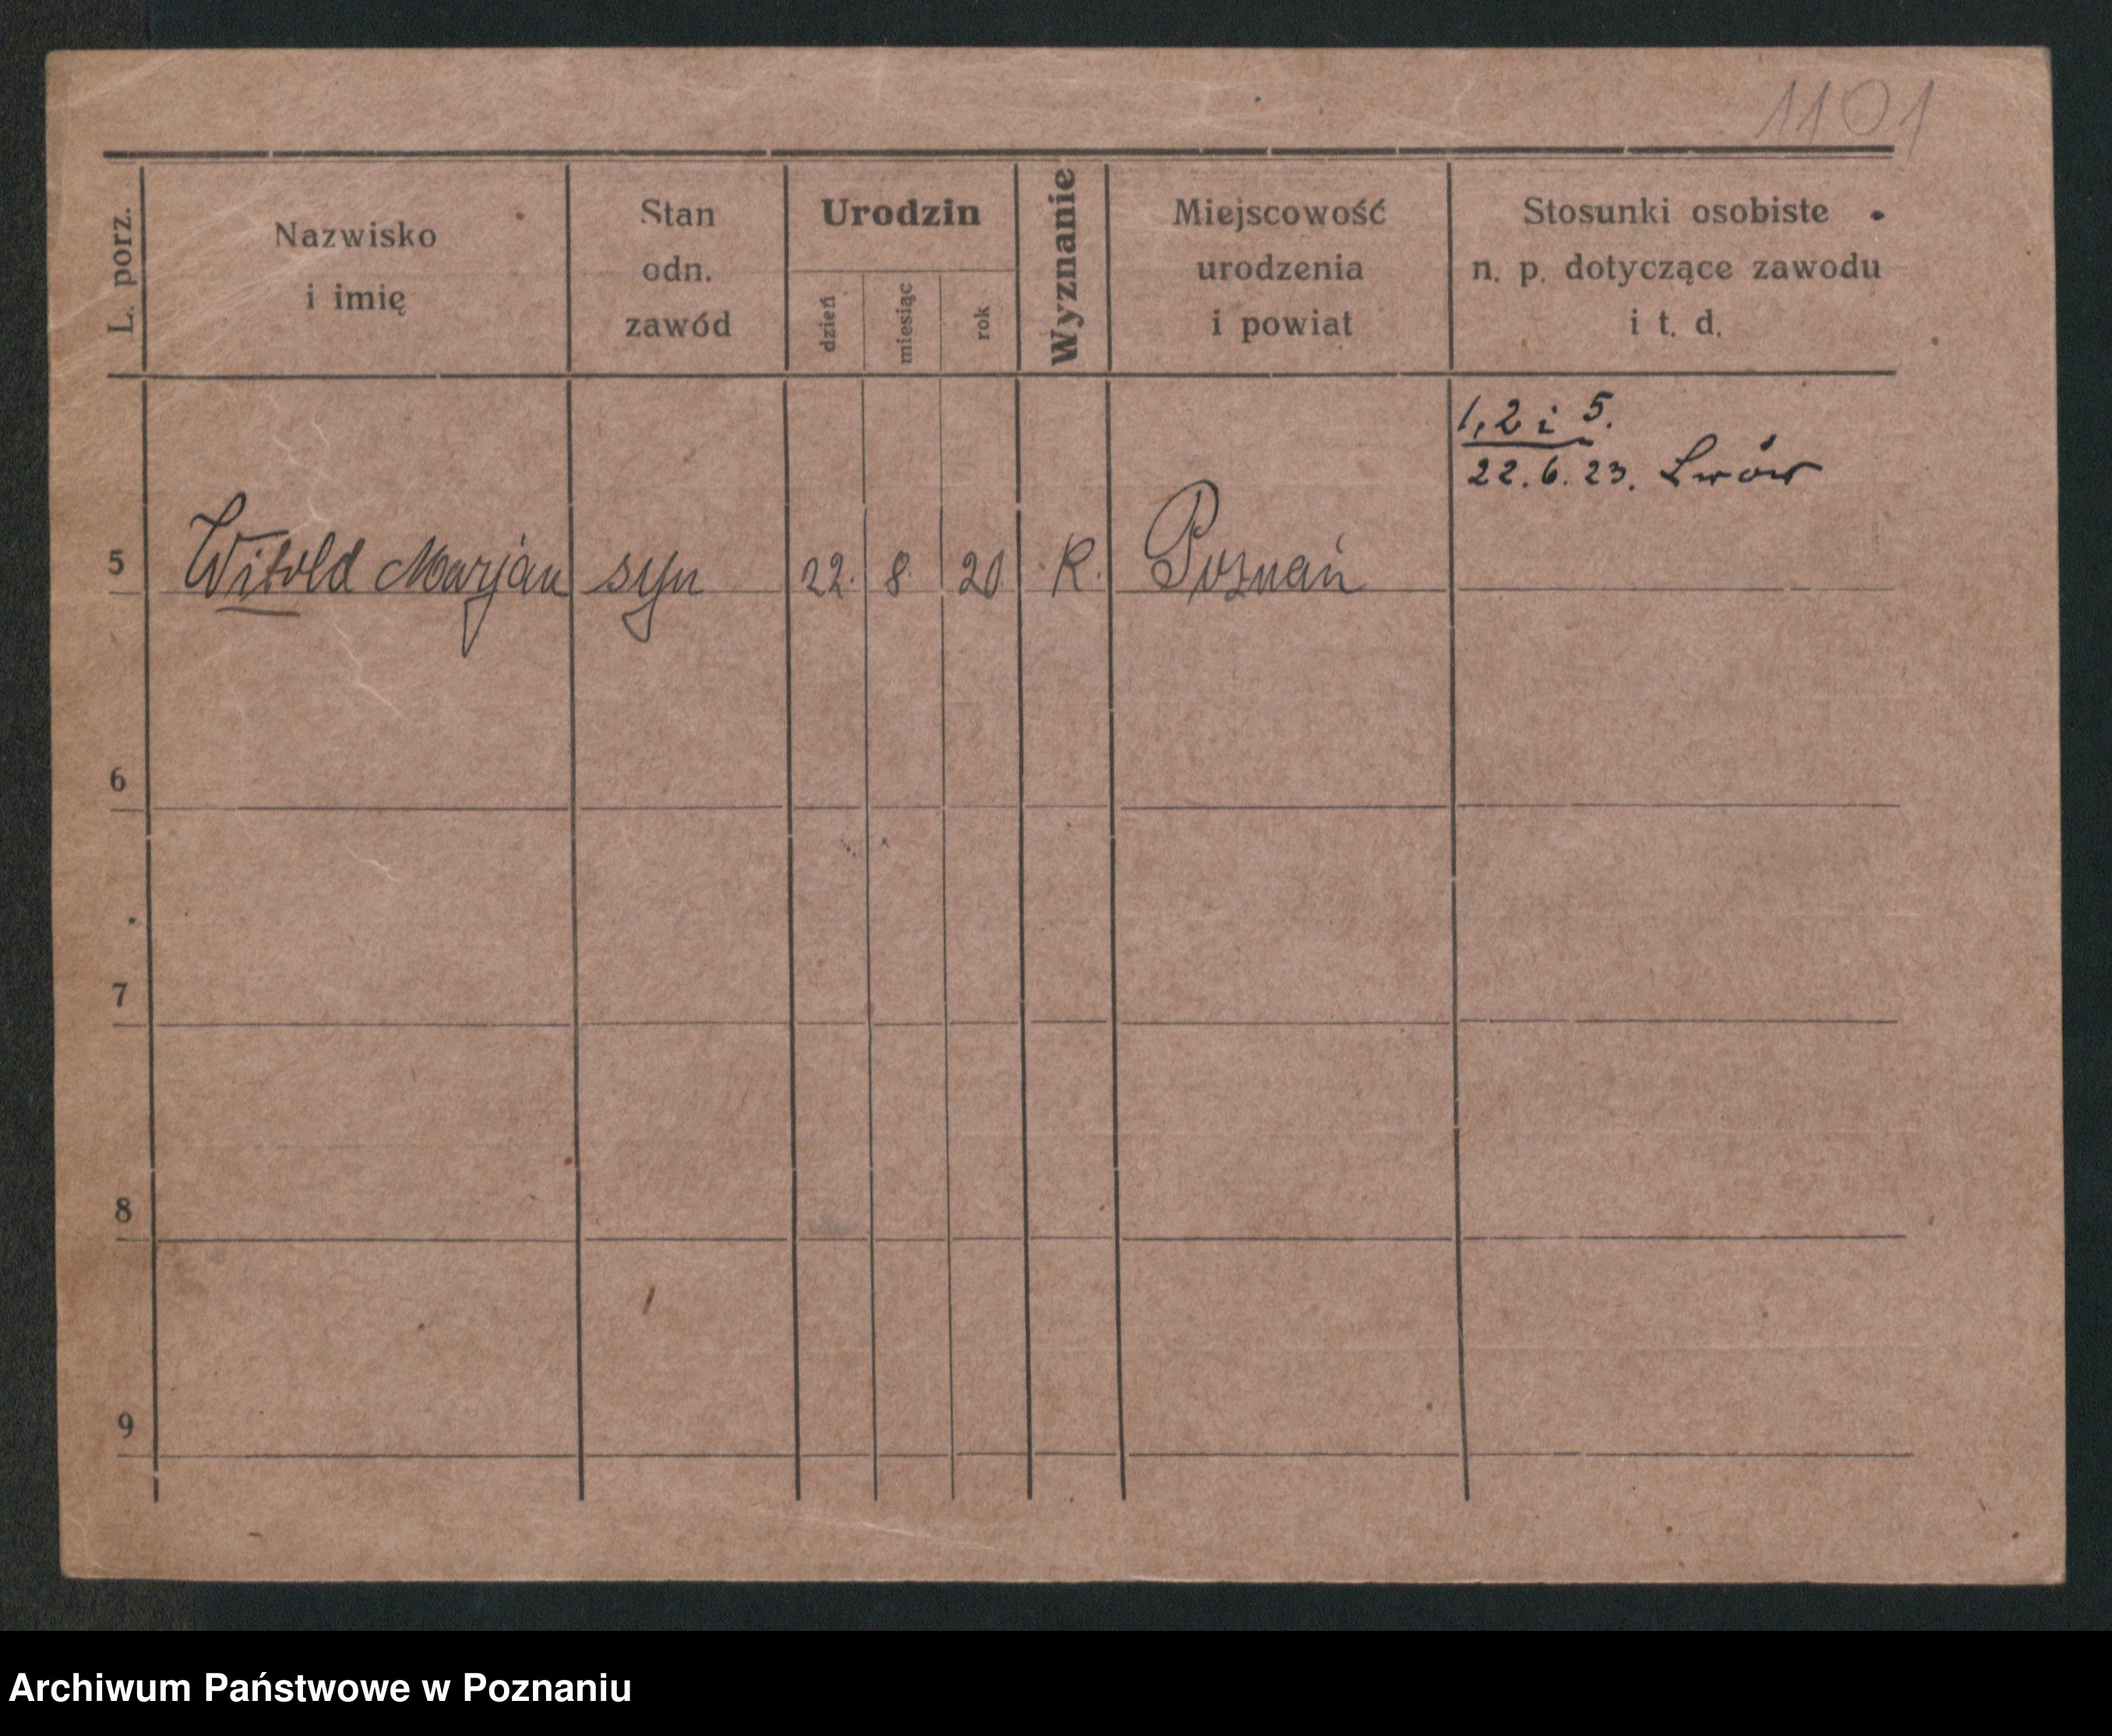 1101
L. porz.
Nazwisko
i imię
Stan
odn.
zawód
Urodzin
dzień
miesiąc
rok
Wyznanie
Miejscowość
urodzenia
i powiat
Stosunki osobiste
n. p. dotyczące zawodu
i t. d.
1, 2 i 5.
22. 6. 23. Lwów
5 Witold Marjan syn 22. 8. 20 K. Poznań
6
7
8
9
Archiwum Państwowe w Poznaniu